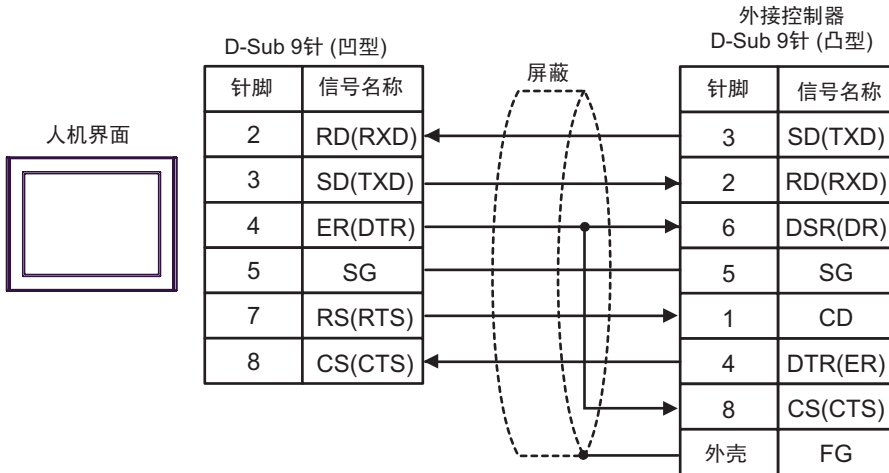 外接控制器
D-Sub 9针 (凹型)
D-Sub 9针 (凸型)
屏蔽
人机界面
针脚 信号名称
2 RD(RXD)
3 SD(TXD)
4 ER(DTR)
5 SG
7 RS(RTS)
8 CS(CTS)
针脚 信号名称
3 SD(TXD)
2 RD(RXD)
6 DSR(DR)
5 SG
1 CD
4 DTR(ER)
8 CS(CTS)
外壳 FG